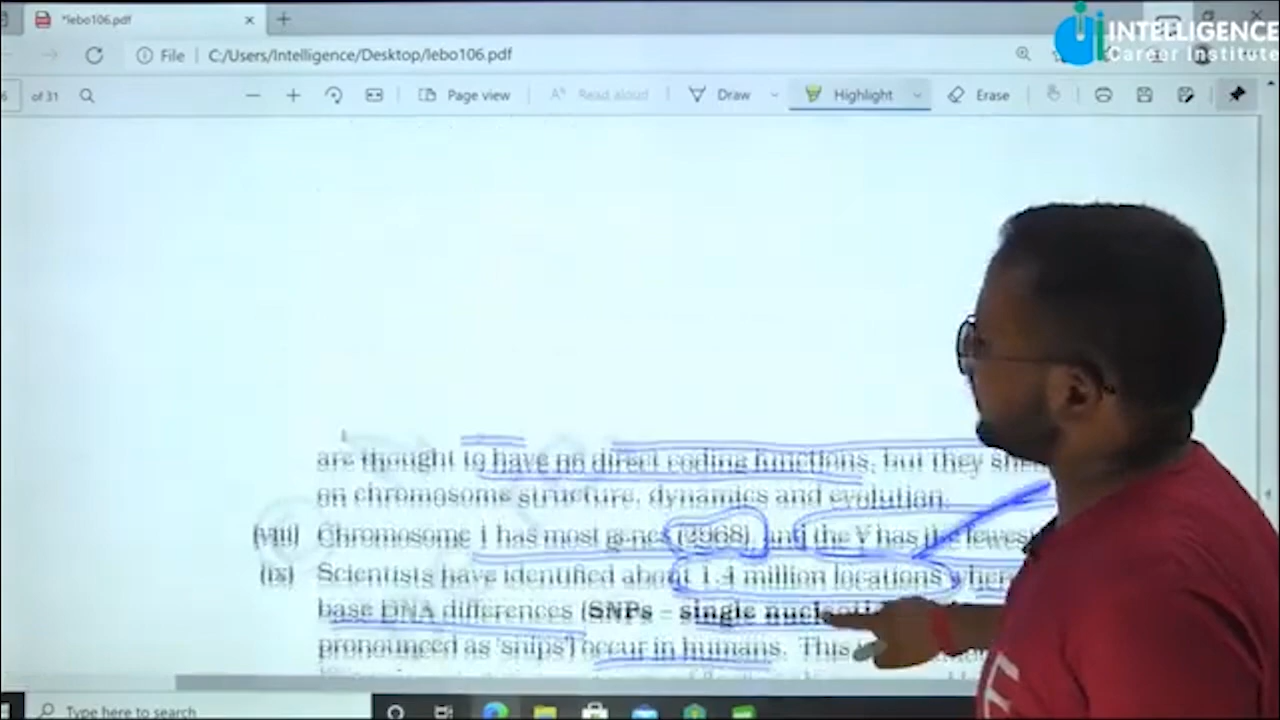 *lebo106.pdf
INTELLIGENCE
Career Institute
File C:/Users/Intelligence/Desktop/lebo106.pdf
6 of 31 Page view Read aloud Draw Highlight Erase
are thought to have no direct coding functions, but they
on chromosome structure, dynamics and evolution.
(viii) Chromosome 1 has most genes (2968), and the Y has the fewest
(ix) Scientists have identified about 1.4 million locations where
base DNA differences (SNPs – single
pronounced as 'snips') occur in humans. This
Type here to search